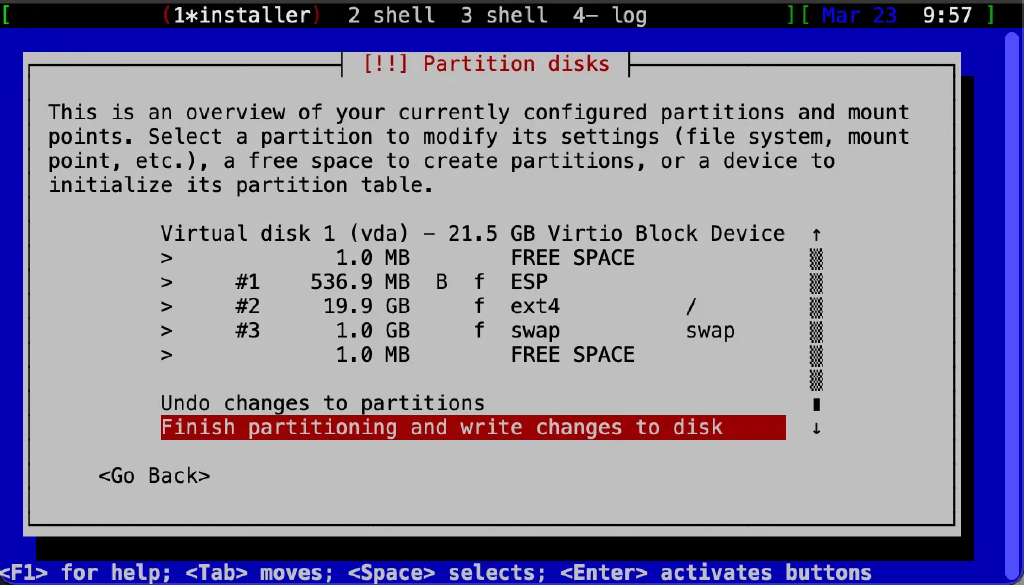 [ (1*installer) 2 shell 3 shell 4- log ][ Mar 23 9:57 ]
[!!] Partition disks
This is an overview of your currently configured partitions and mount
points. Select a partition to modify its settings (file system, mount
point, etc.), a free space to create partitions, or a device to
initialize its partition table.
Virtual disk 1 (vda) - 21.5 GB Virtio Block Device ↑
> 1.0 MB FREE SPACE
> #1 536.9 MB B f ESP
> #2 19.9 GB f ext4 /
> #3 1.0 GB f swap swap
> 1.0 MB FREE SPACE
Undo changes to partitions
Finish partitioning and write changes to disk ↓
<Go Back>
<F1> for help; <Tab> moves; <Space> selects; <Enter> activates buttons